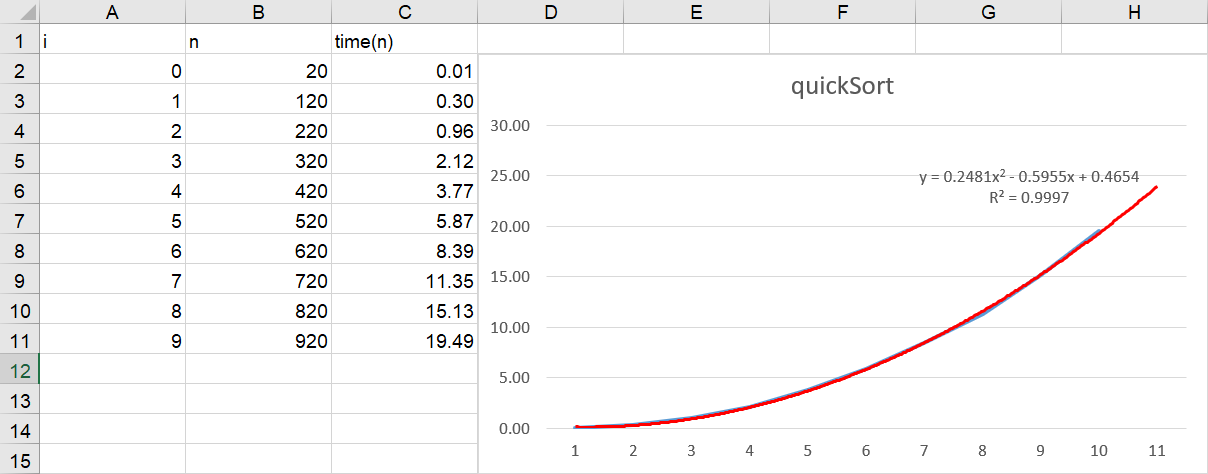 A B C D E F G H
1 i n time(n)
2 0 20 0.01
3 1 120 0.30
4 2 220 0.96
5 3 320 2.12
6 4 420 3.77
7 5 520 5.87
8 6 620 8.39
9 7 720 11.35
10 8 820 15.13
11 9 920 19.49
12
13
14
15
quickSort
30.00
25.00
20.00
15.00
10.00
5.00
0.00
y = 0.2481x² - 0.5955x + 0.4654
R² = 0.9997
1 2 3 4 5 6 7 8 9 10 11